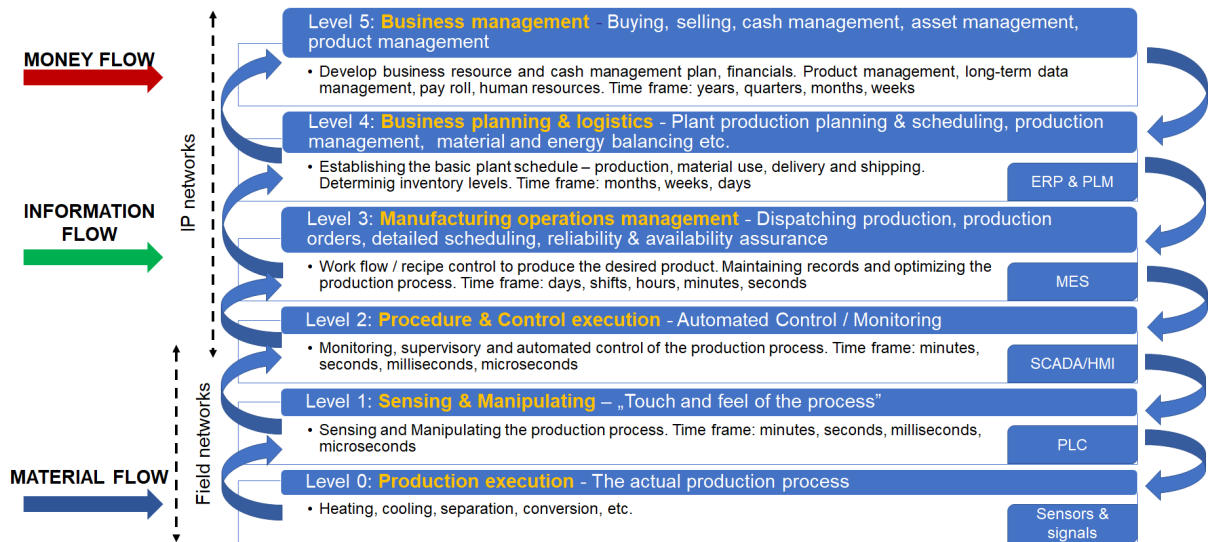 MONEY FLOW
INFORMATION
FLOW
MATERIAL FLOW
IP networks
Field networks
Level 5: Business management - Buying, selling, cash management, asset management,
product management
• Develop business resource and cash management plan, financials. Product management, long-term data
management, pay roll, human resources. Time frame: years, quarters, months, weeks
Level 4: Business planning & logistics - Plant production planning & scheduling, production
management, material and energy balancing etc.
• Establishing the basic plant schedule – production, material use, delivery and shipping.
Determinig inventory levels. Time frame: months, weeks, days
ERP & PLM
Level 3: Manufacturing operations management - Dispatching production, production
orders, detailed scheduling, reliability & availability assurance
• Work flow / recipe control to produce the desired product. Maintaining records and optimizing the
production process. Time frame: days, shifts, hours, minutes, seconds
MES
Level 2: Procedure & Control execution - Automated Control / Monitoring
• Monitoring, supervisory and automated control of the production process. Time frame: minutes,
seconds, milliseconds, microseconds
SCADA/HMI
Level 1: Sensing & Manipulating – „Touch and feel of the process”
• Sensing and Manipulating the production process. Time frame: minutes, seconds, milliseconds,
microseconds
PLC
Level 0: Production execution - The actual production process
• Heating, cooling, separation, conversion, etc.
Sensors &
signals